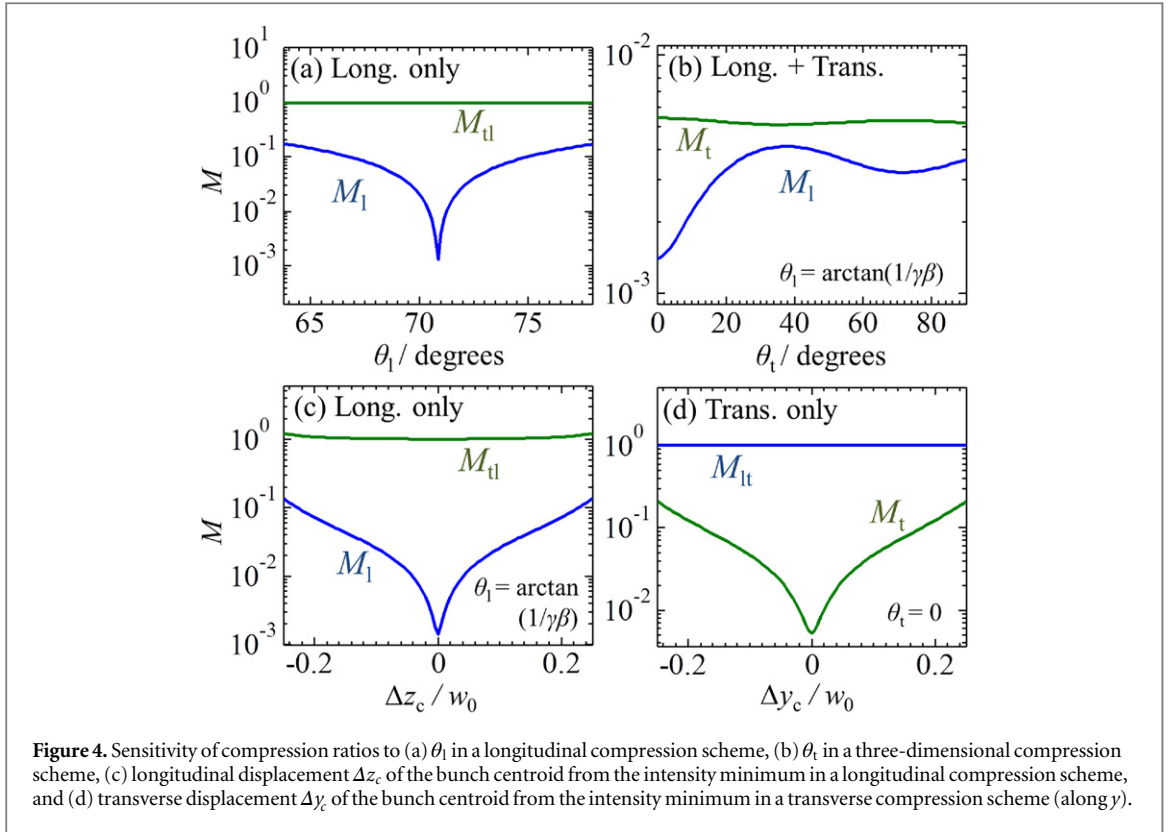 (a) Long. only
10^1
10^0
10^-1
10^-2
10^-3
M
M_tl
M_l
65 70 75
θ_l / degrees
(b) Long. + Trans.
10^-2
10^-3
M_t
M_l
θ_l = arctan(1/γβ)
0 20 40 60 80
θ_t / degrees
(c) Long. only
10^0
10^-1
10^-2
10^-3
M
M_tl
M_l
θ_l = arctan
(1/γβ)
-0.2 0 0.2
Δz_c / w_0
(d) Trans. only
10^0
10^-1
10^-2
M_lt
M_t
θ_t = 0
-0.2 0 0.2
Δy_c / w_0
Figure 4. Sensitivity of compression ratios to (a) θ_l in a longitudinal compression scheme, (b) θ_t in a three-dimensional compression
scheme, (c) longitudinal displacement Δz_c of the bunch centroid from the intensity minimum in a longitudinal compression scheme,
and (d) transverse displacement Δy_c of the bunch centroid from the intensity minimum in a transverse compression scheme (along y).